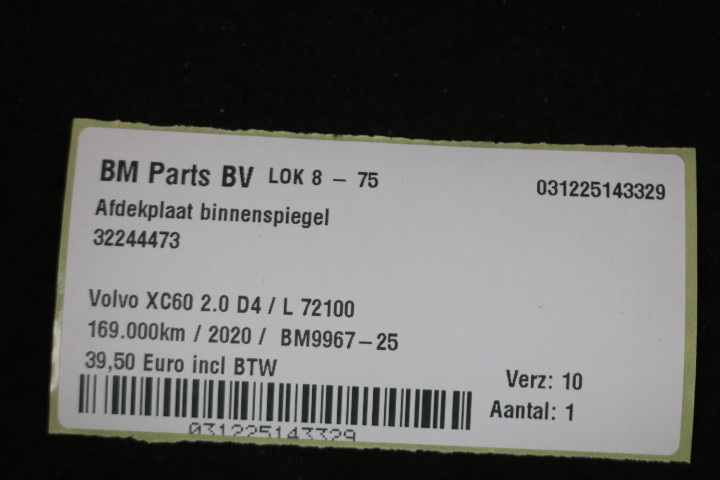 BM Parts BV LOK 8 - 75
031225143329
Afdekplaat binnenspiegel
32244473
Volvo XC60 2.0 D4 / L 72100
169.000km / 2020 / BM9967-25
39,50 Euro incl BTW
Verz: 10
Aantal: 1
031225143329